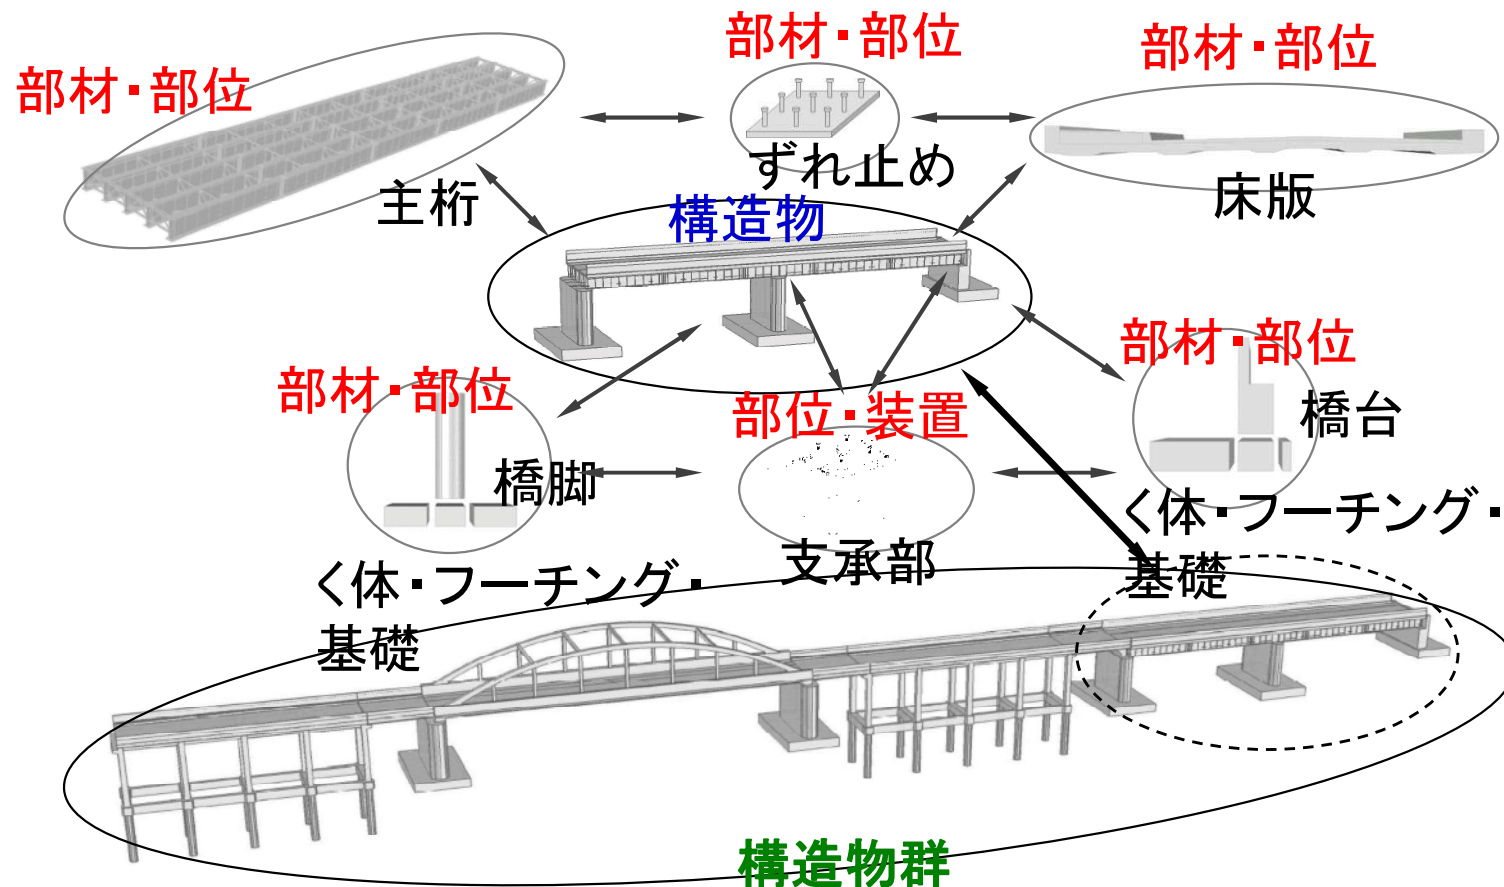 部材・部位
部材・部位
部材・部位
ずれ止め
主桁
床版
構造物
部材・部位
部材・部位
部位・装置
橋台
橋脚
く体・フーチング・
基礎
支承部
く体・フーチング・
基礎
構造物群